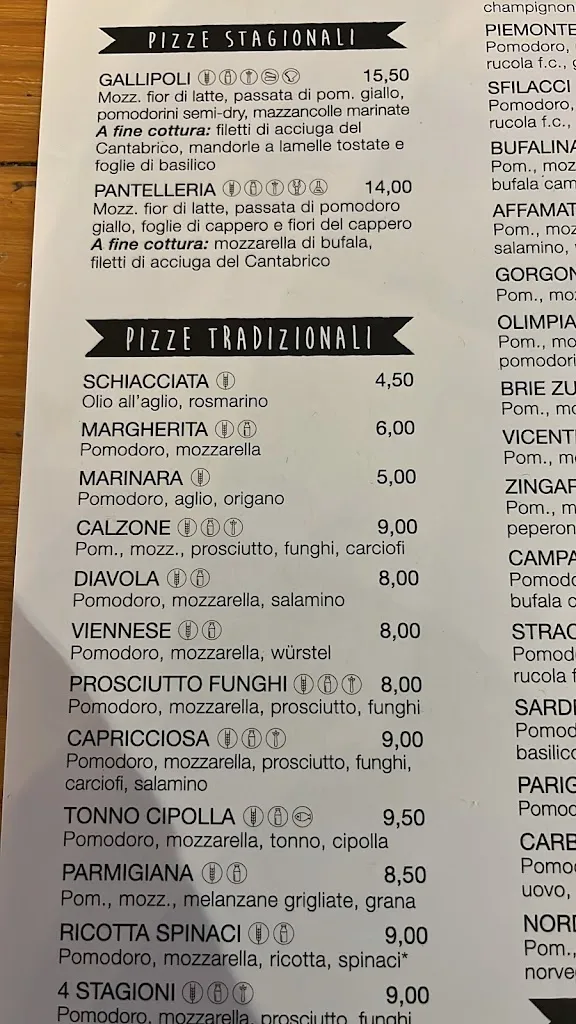 PIZZE STAGIONALI
GALLIPOLI 15,50
Mozz. fior di latte, passata di pom. giallo,
pomodorini semi-dry, mazzancolle marinate
A fine cottura: filetti di acciuga del
Cantabrico, mandorle a lamelle tostate e
foglie di basilico
PANTELLERIA 14,00
Mozz. fior di latte, passata di pomodoro
giallo, foglie di cappero e fiori del cappero
A fine cottura: mozzarella di bufala,
filetti di acciuga del Cantabrico
PIZZE TRADIZIONALI
SCHIACCIATA 4,50
Olio all'aglio, rosmarino
MARGHERITA 6,00
Pomodoro, mozzarella
MARINARA 5,00
Pomodoro, aglio, origano
CALZONE 9,00
Pom., mozz., prosciutto, funghi, carciofi
DIAVOLA 8,00
Pomodoro, mozzarella, salamino
VIENNESE 8,00
Pomodoro, mozzarella, würstel
PROSCIUTTO FUNGHI 8,00
Pomodoro, mozzarella, prosciutto, funghi
CAPRICCIOSA 9,00
Pomodoro, mozzarella, prosciutto, funghi,
carciofi, salamino
TONNO CIPOLLA 9,50
Pomodoro, mozzarella, tonno, cipolla
PARMIGIANA 8,50
Pom., mozz., melanzane grigliate, grana
RICOTTA SPINACI 9,00
Pomodoro, mozzarella, ricotta, spinaci*
4 STAGIONI 9,00
Pomodoro, mozzarella, prosciutto, funghi
champignon
PIEMONTE
Pomodoro,
rucola f.c.,
SFILACCI
Pomodoro,
rucola f.c.,
BUFALINA
Pom., moz
bufala cam
AFFAMAT
Pom., moz
salamino,
GORGON
Pom., moz
OLIMPIA
Pom., mo
pomodori
BRIE ZU
Pom., mo
VICENTI
Pom., m
ZINGAR
Pom., m
peperon
CAMPA
Pomodo
bufala c
STRAC
Pomod
rucola f
SARDE
Pomod
basilico
PARIG
Pomod
CARB
Pomo
uovo,
NORD
Pom.,
norve